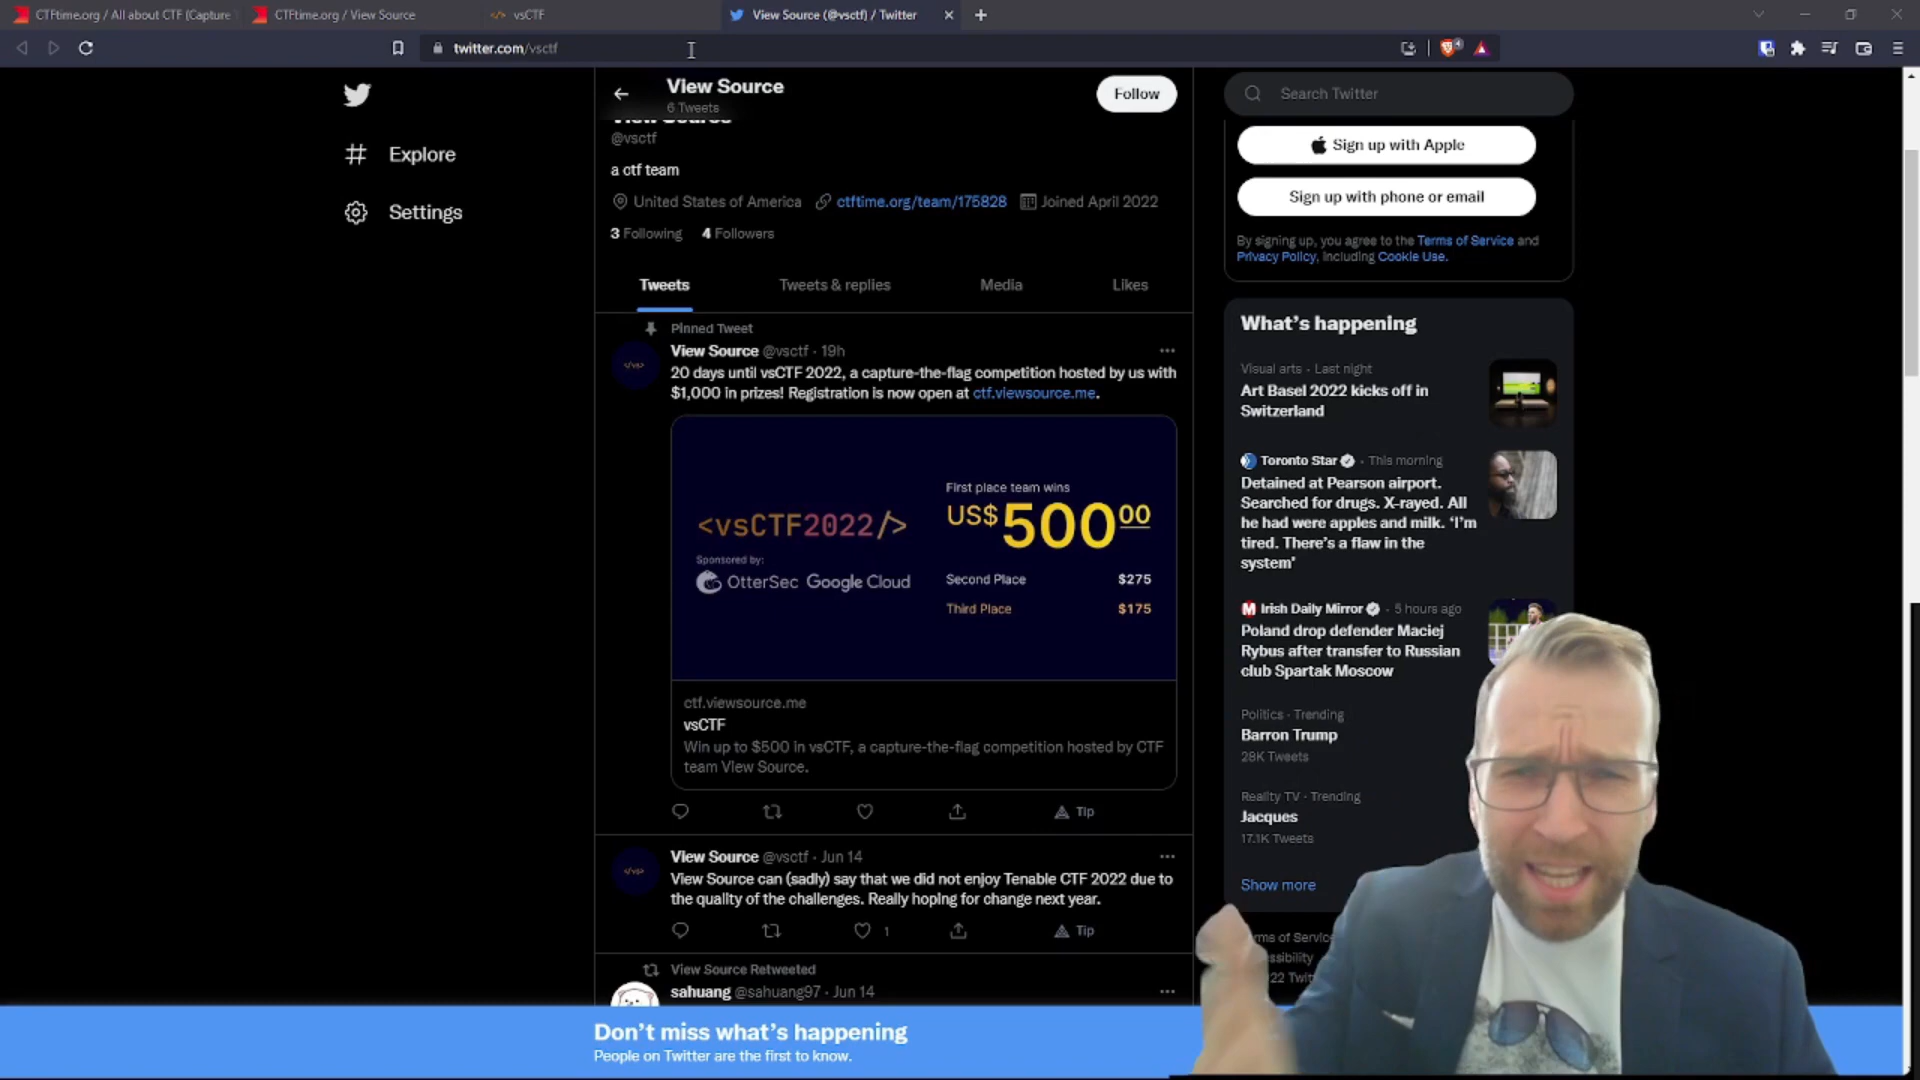 CTFtime.org / All about CTF (Capture
CTFtime.org / View Source
vsCTF
View Source (@vsctf) / Twitter
twitter.com/vsctf
Explore
Settings
View Source
6 Tweets
Follow
View Source
@vsctf
a ctf team
United States of America ctftime.org/team/175828 Joined April 2022
3 Following 4 Followers
Tweets Tweets & replies Media Likes
Pinned Tweet
View Source @vsctf · 19h
20 days until vsCTF 2022, a capture-the-flag competition hosted by us with
$1,000 in prizes! Registration is now open at ctf.viewsource.me.
<vsCTF2022/>
Sponsored by:
OtterSec Google Cloud
First place team wins
US$50000
Second Place $275
Third Place $175
ctf.viewsource.me
vsCTF
Win up to $500 in vsCTF, a capture-the-flag competition hosted by CTF
team View Source.
Tip
View Source @vsctf · Jun 14
View Source can (sadly) say that we did not enjoy Tenable CTF 2022 due to
the quality of the challenges. Really hoping for change next year.
1
Tip
View Source Retweeted
sahuang @sahuang97 · Jun 14
Search Twitter
Sign up with Apple
Sign up with phone or email
By signing up, you agree to the Terms of Service and
Privacy Policy, including Cookie Use.
What's happening
Visual arts · Last night
Art Basel 2022 kicks off in
Switzerland
Toronto Star · This morning
Detained at Pearson airport.
Searched for drugs. X-rayed. All
he had were apples and milk. 'I'm
tired. There's a flaw in the
system'
Irish Daily Mirror · 5 hours ago
Poland drop defender Maciej
Rybus after transfer to Russian
club Spartak Moscow
Politics · Trending
Barron Trump
28K Tweets
Reality TV · Trending
Jacques
17.1K Tweets
Show more
rms of Servic
ssibility
22 Twit
Don't miss what's happening
People on Twitter are the first to know.